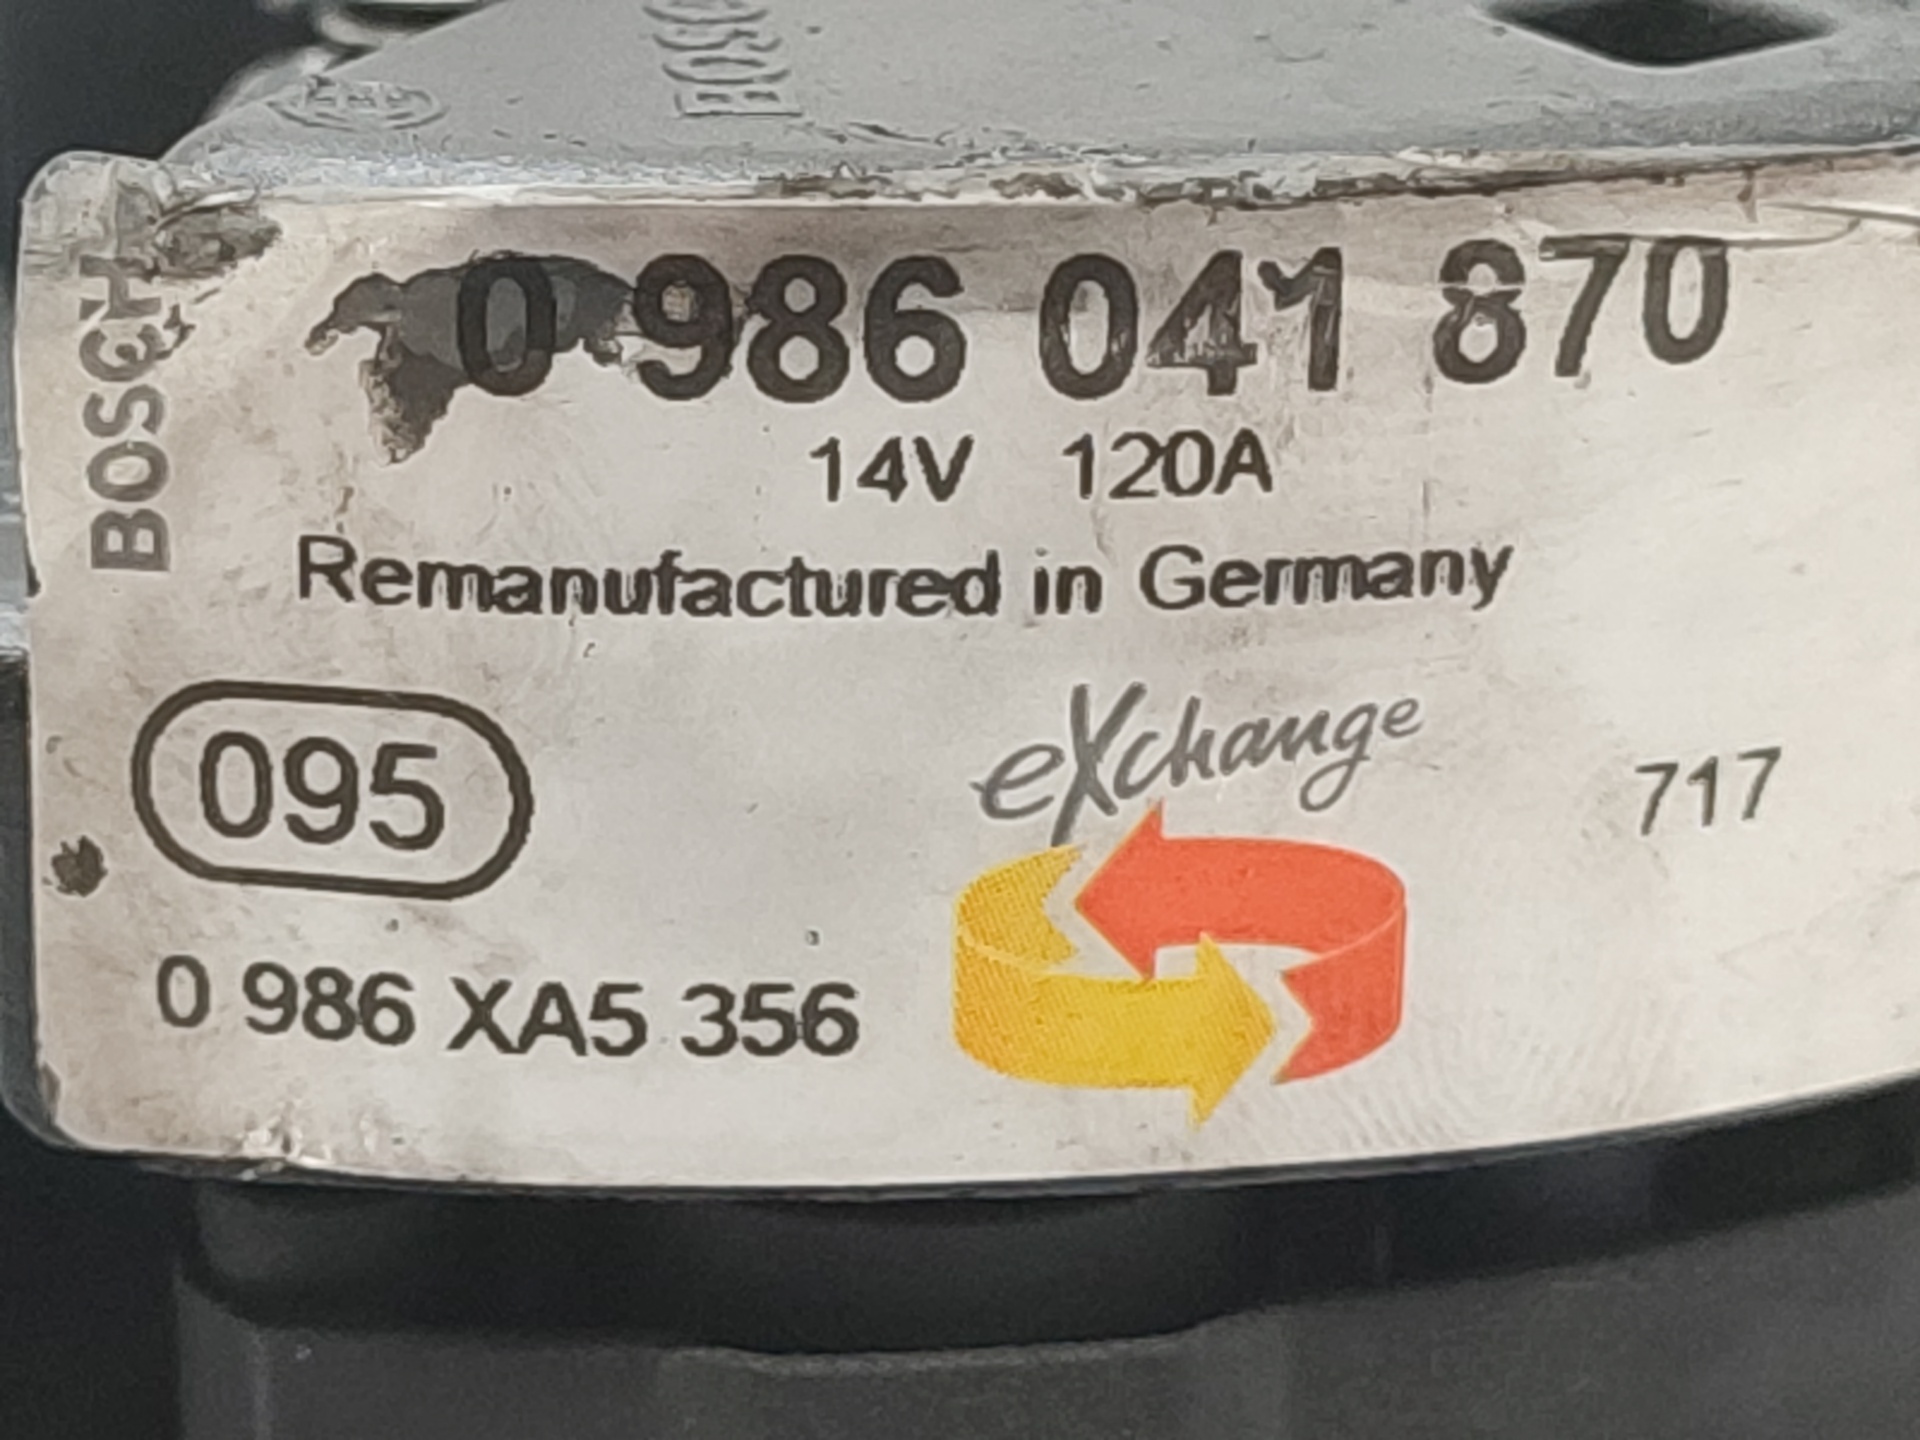 BOSCH
0 986 041 870
14V 120A
Remanufactured in Germany
095
eXchange
717
0 986 XA5 356